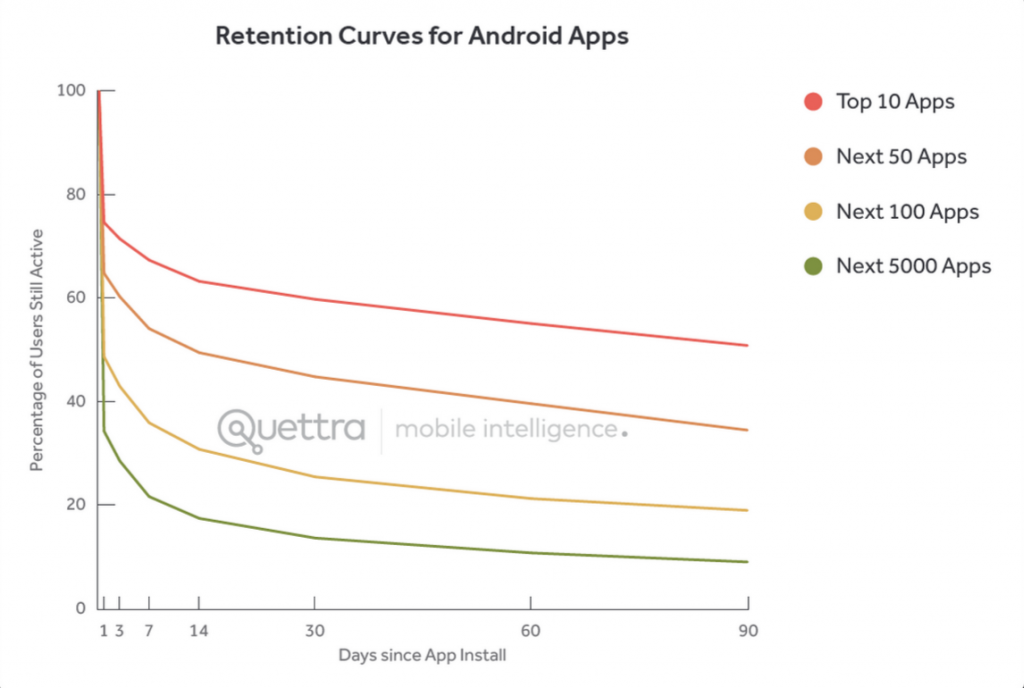 Retention Curves for Android Apps
100
80
60
40
20
0
Percentage of Users Still Active
1 3 7 14 30 60 90
Days since App Install
Top 10 Apps
Next 50 Apps
Next 100 Apps
Next 5000 Apps
Quettra mobile intelligence.